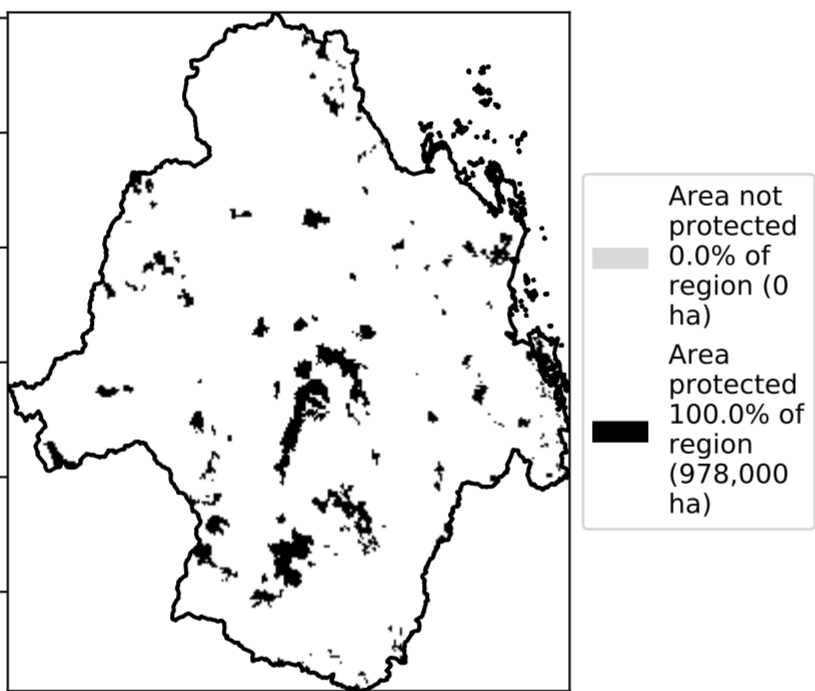 Area not
protected
0.0% of
region (0
ha)
Area
protected
100.0% of
region
(978,000
ha)